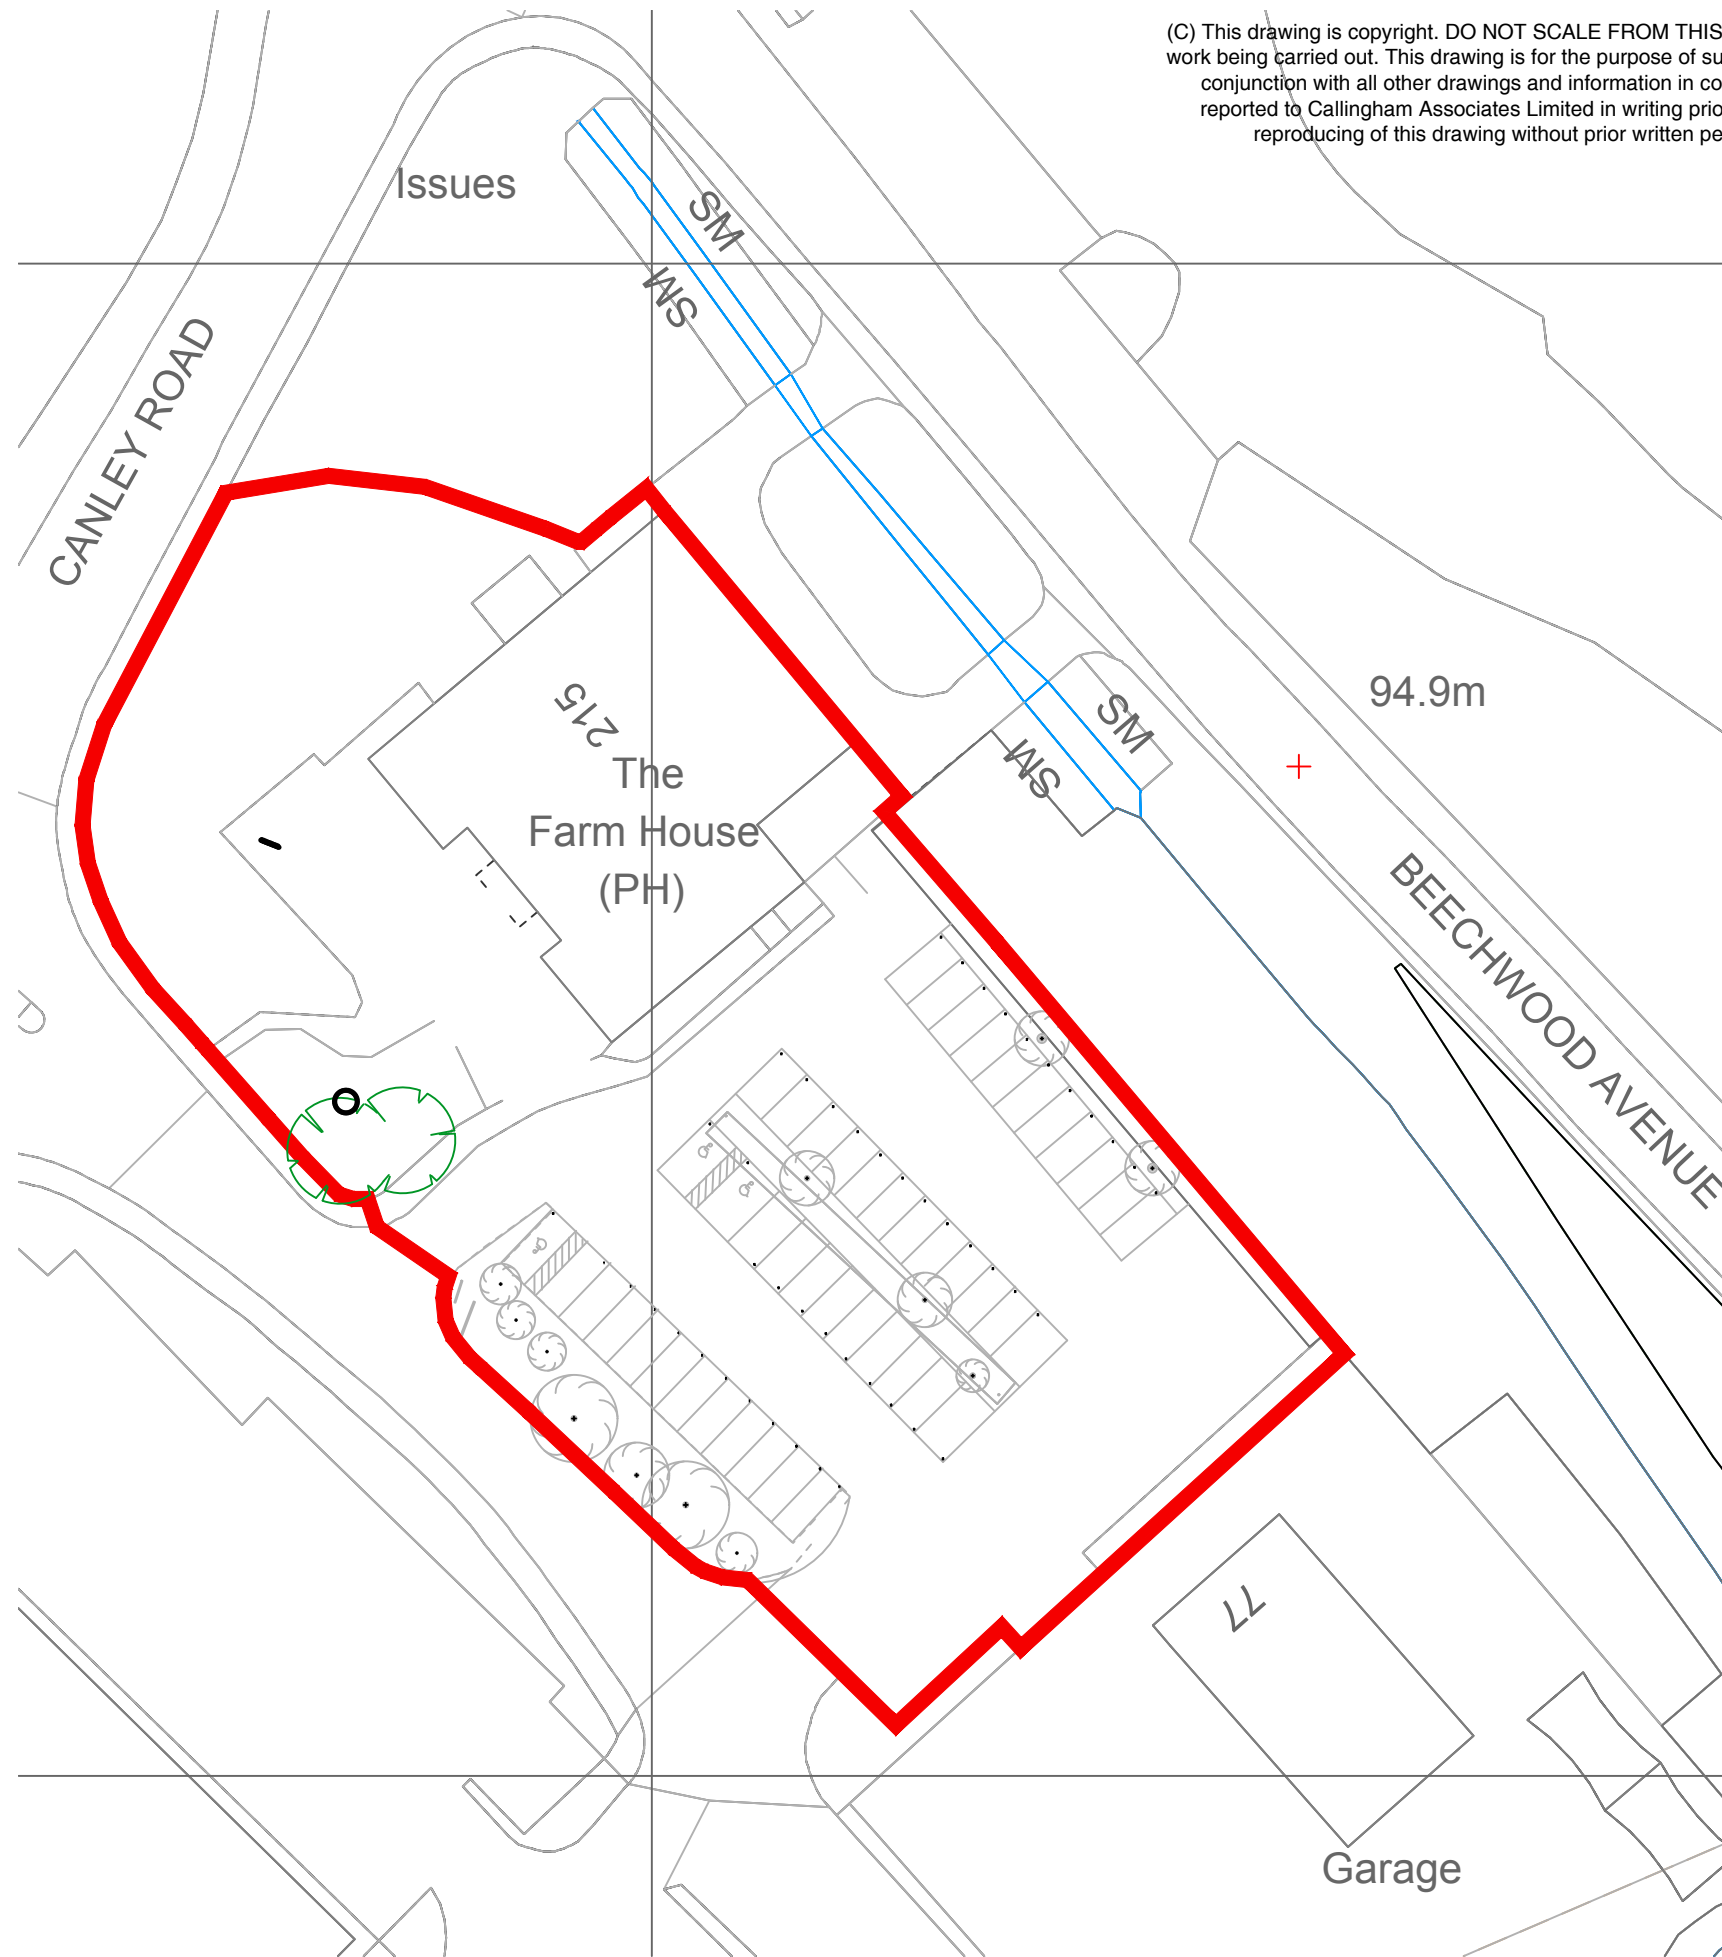 (C) This drawing is copyright. DO NOT SCALE FROM THIS
work being carried out. This drawing is for the purpose of su
conjunction with all other drawings and information in co
reported to Callingham Associates Limited in writing prio
reproducing of this drawing without prior written pe
Issues
SM
SM
CANLEY ROAD
215
The
Farm House
(PH)
94.9m
SM
SM
BEECHWOOD AVENUE
77
Garage